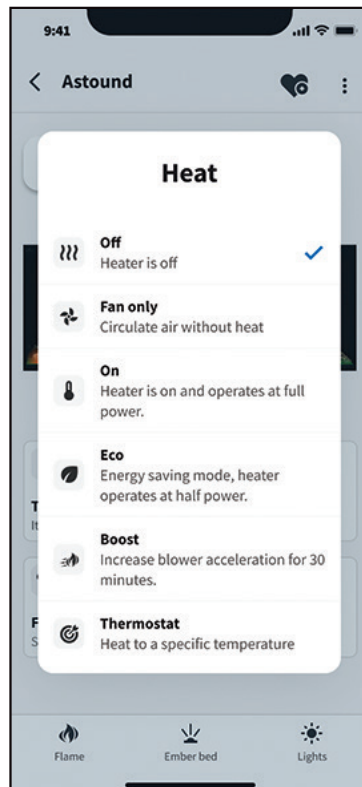 9:41
Astound
Heat
Off
Heater is off
Fan only
Circulate air without heat
On
Heater is on and operates at full
power.
Eco
Energy saving mode, heater
operates at half power.
Boost
Increase blower acceleration for 30
minutes.
Thermostat
Heat to a specific temperature
T
It
F
S
Flame
Ember bed
Lights